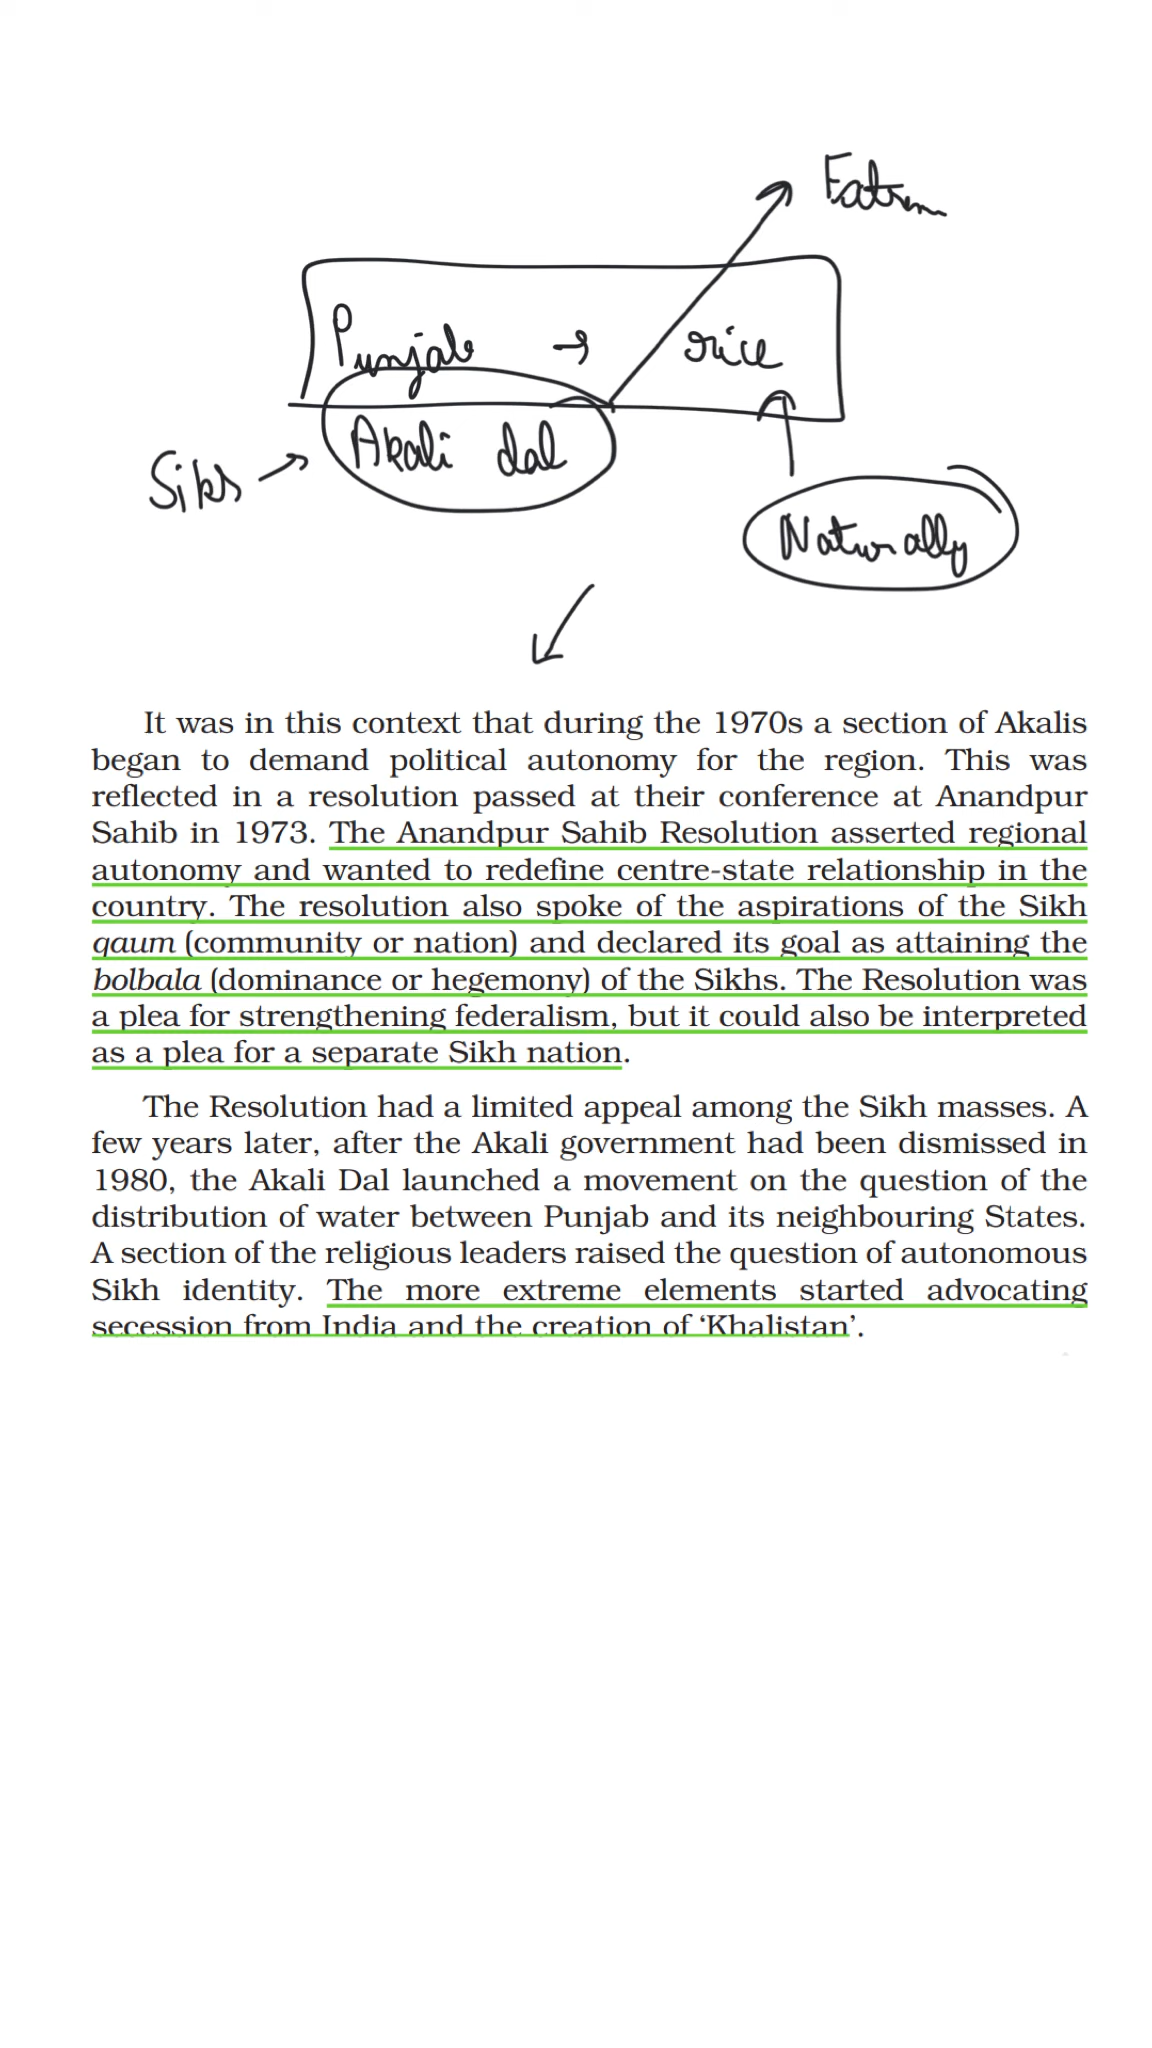 Punjab → rice
Akali dal
Siks →
Naturally
It was in this context that during the 1970s a section of Akalis
began to demand political autonomy for the region. This was
reflected in a resolution passed at their conference at Anandpur
Sahib in 1973. The Anandpur Sahib Resolution asserted regional
autonomy and wanted to redefine centre-state relationship in the
country. The resolution also spoke of the aspirations of the Sikh
qaum (community or nation) and declared its goal as attaining the
bolbala (dominance or hegemony) of the Sikhs. The Resolution was
a plea for strengthening federalism, but it could also be interpreted
as a plea for a separate Sikh nation.
The Resolution had a limited appeal among the Sikh masses. A
few years later, after the Akali government had been dismissed in
1980, the Akali Dal launched a movement on the question of the
distribution of water between Punjab and its neighbouring States.
A section of the religious leaders raised the question of autonomous
Sikh identity. The more extreme elements started advocating
secession from India and the creation of ‘Khalistan’.